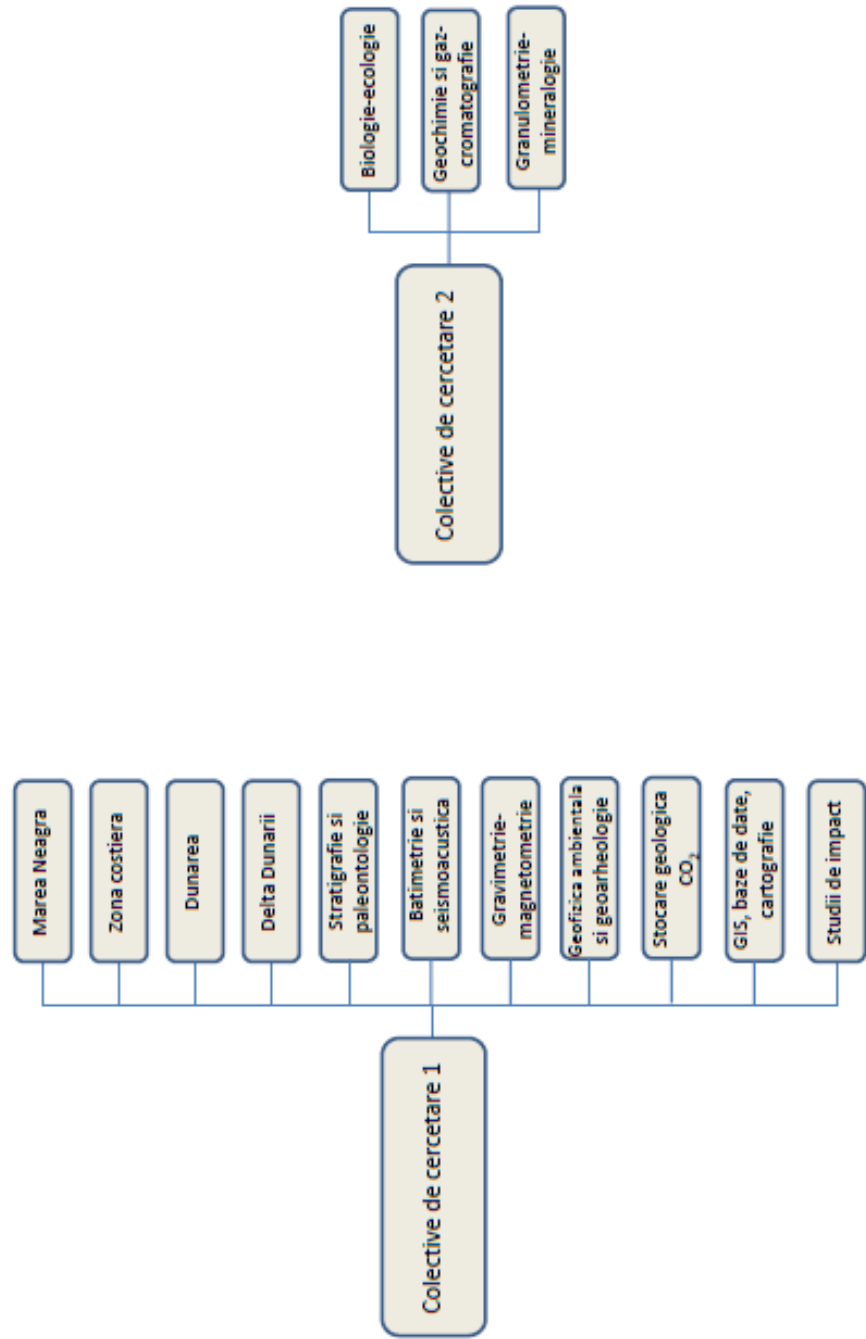 Colective de cercetare 1
Marea Neagra
Zona costiera
Dunarea
Delta Dunarii
Stratigrafie si
paleontologie
Batimetrie si
seismoacustica
Gravimetrie-
magnetometrie
Geofizica ambientala
si geoarheologie
Stocare geologica
CO₂
GIS, baze de date,
cartografie
Studii de impact
Colective de cercetare 2
Biologie-ecologie
Geochimie si gaz-
cromatografie
Granulometrie-
mineralogie